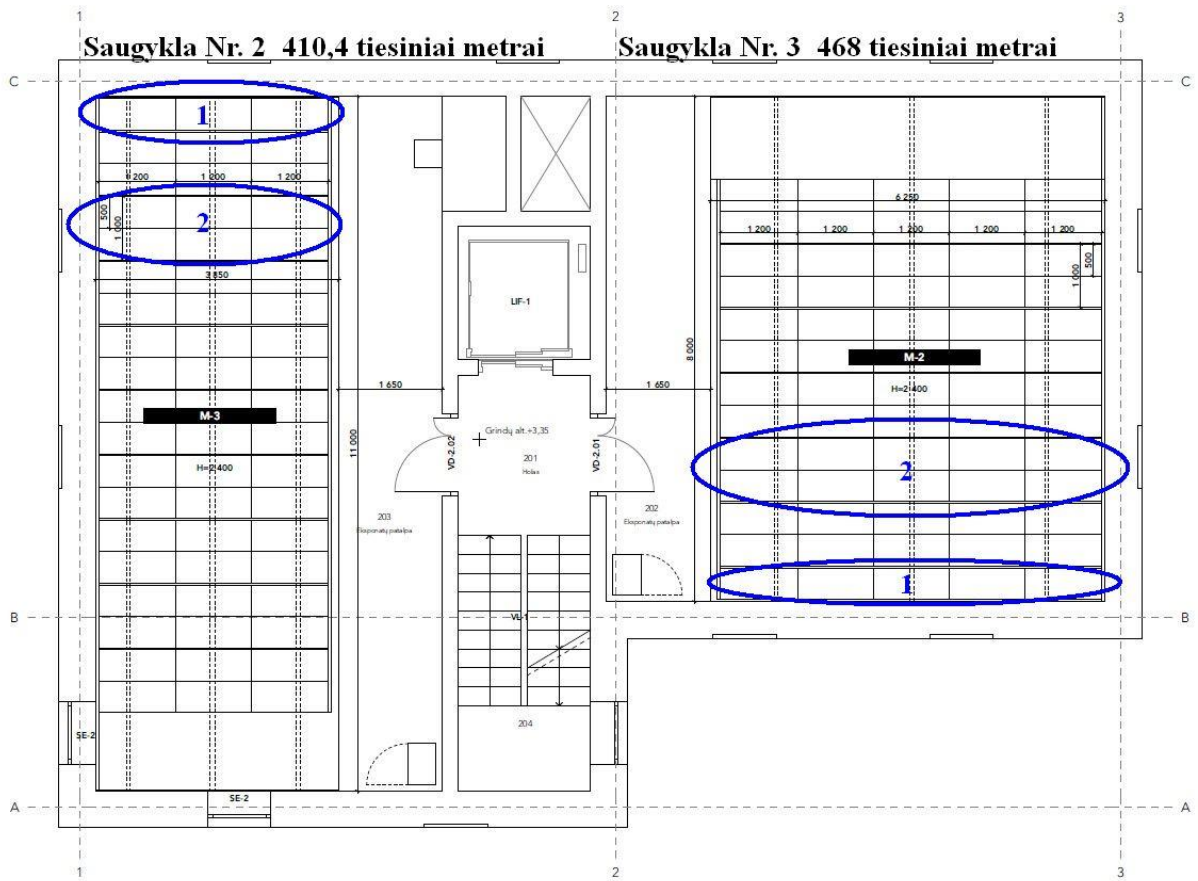 1 2 3
Saugykla Nr. 2 410,4 tiesiniai metrai
Saugykla Nr. 3 468 tiesiniai metrai
C C
1
1 200 1 200 1 200
2
500
1 000
3 850
6 250
1 200 1 200 1 200 1 200 1 200
500
1 000
LIF-1
8 000
M-2
H=2 400
1 650
1 650
M-3
11 000
VD-2.02
Grindų alt.+3,35
VD-2.01
201
Holas
H=2 400
2
203
Eksponatų patalpa
202
Eksponatų patalpa
1
B B
VL-1
204
SE-2
SE-2
A A
1 2 3